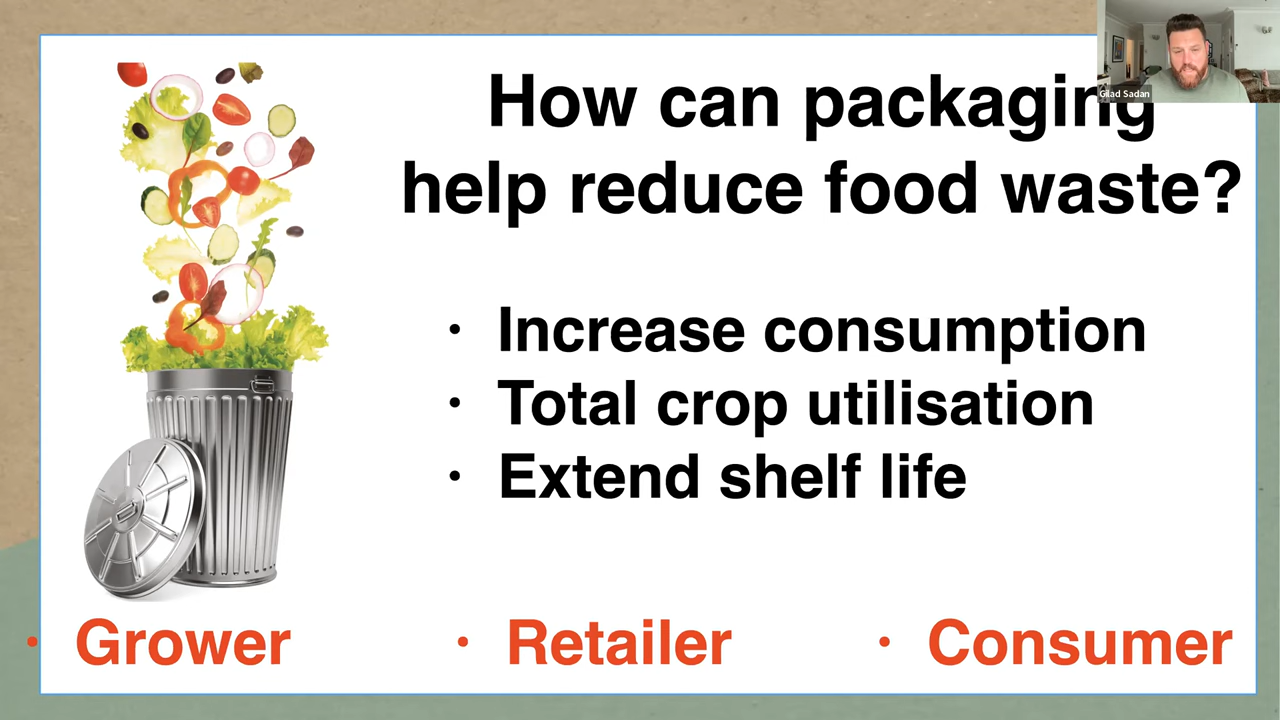 How can packaging
help reduce food waste?
• Increase consumption
• Total crop utilisation
• Extend shelf life
• Grower • Retailer • Consumer
Gilad Sadan